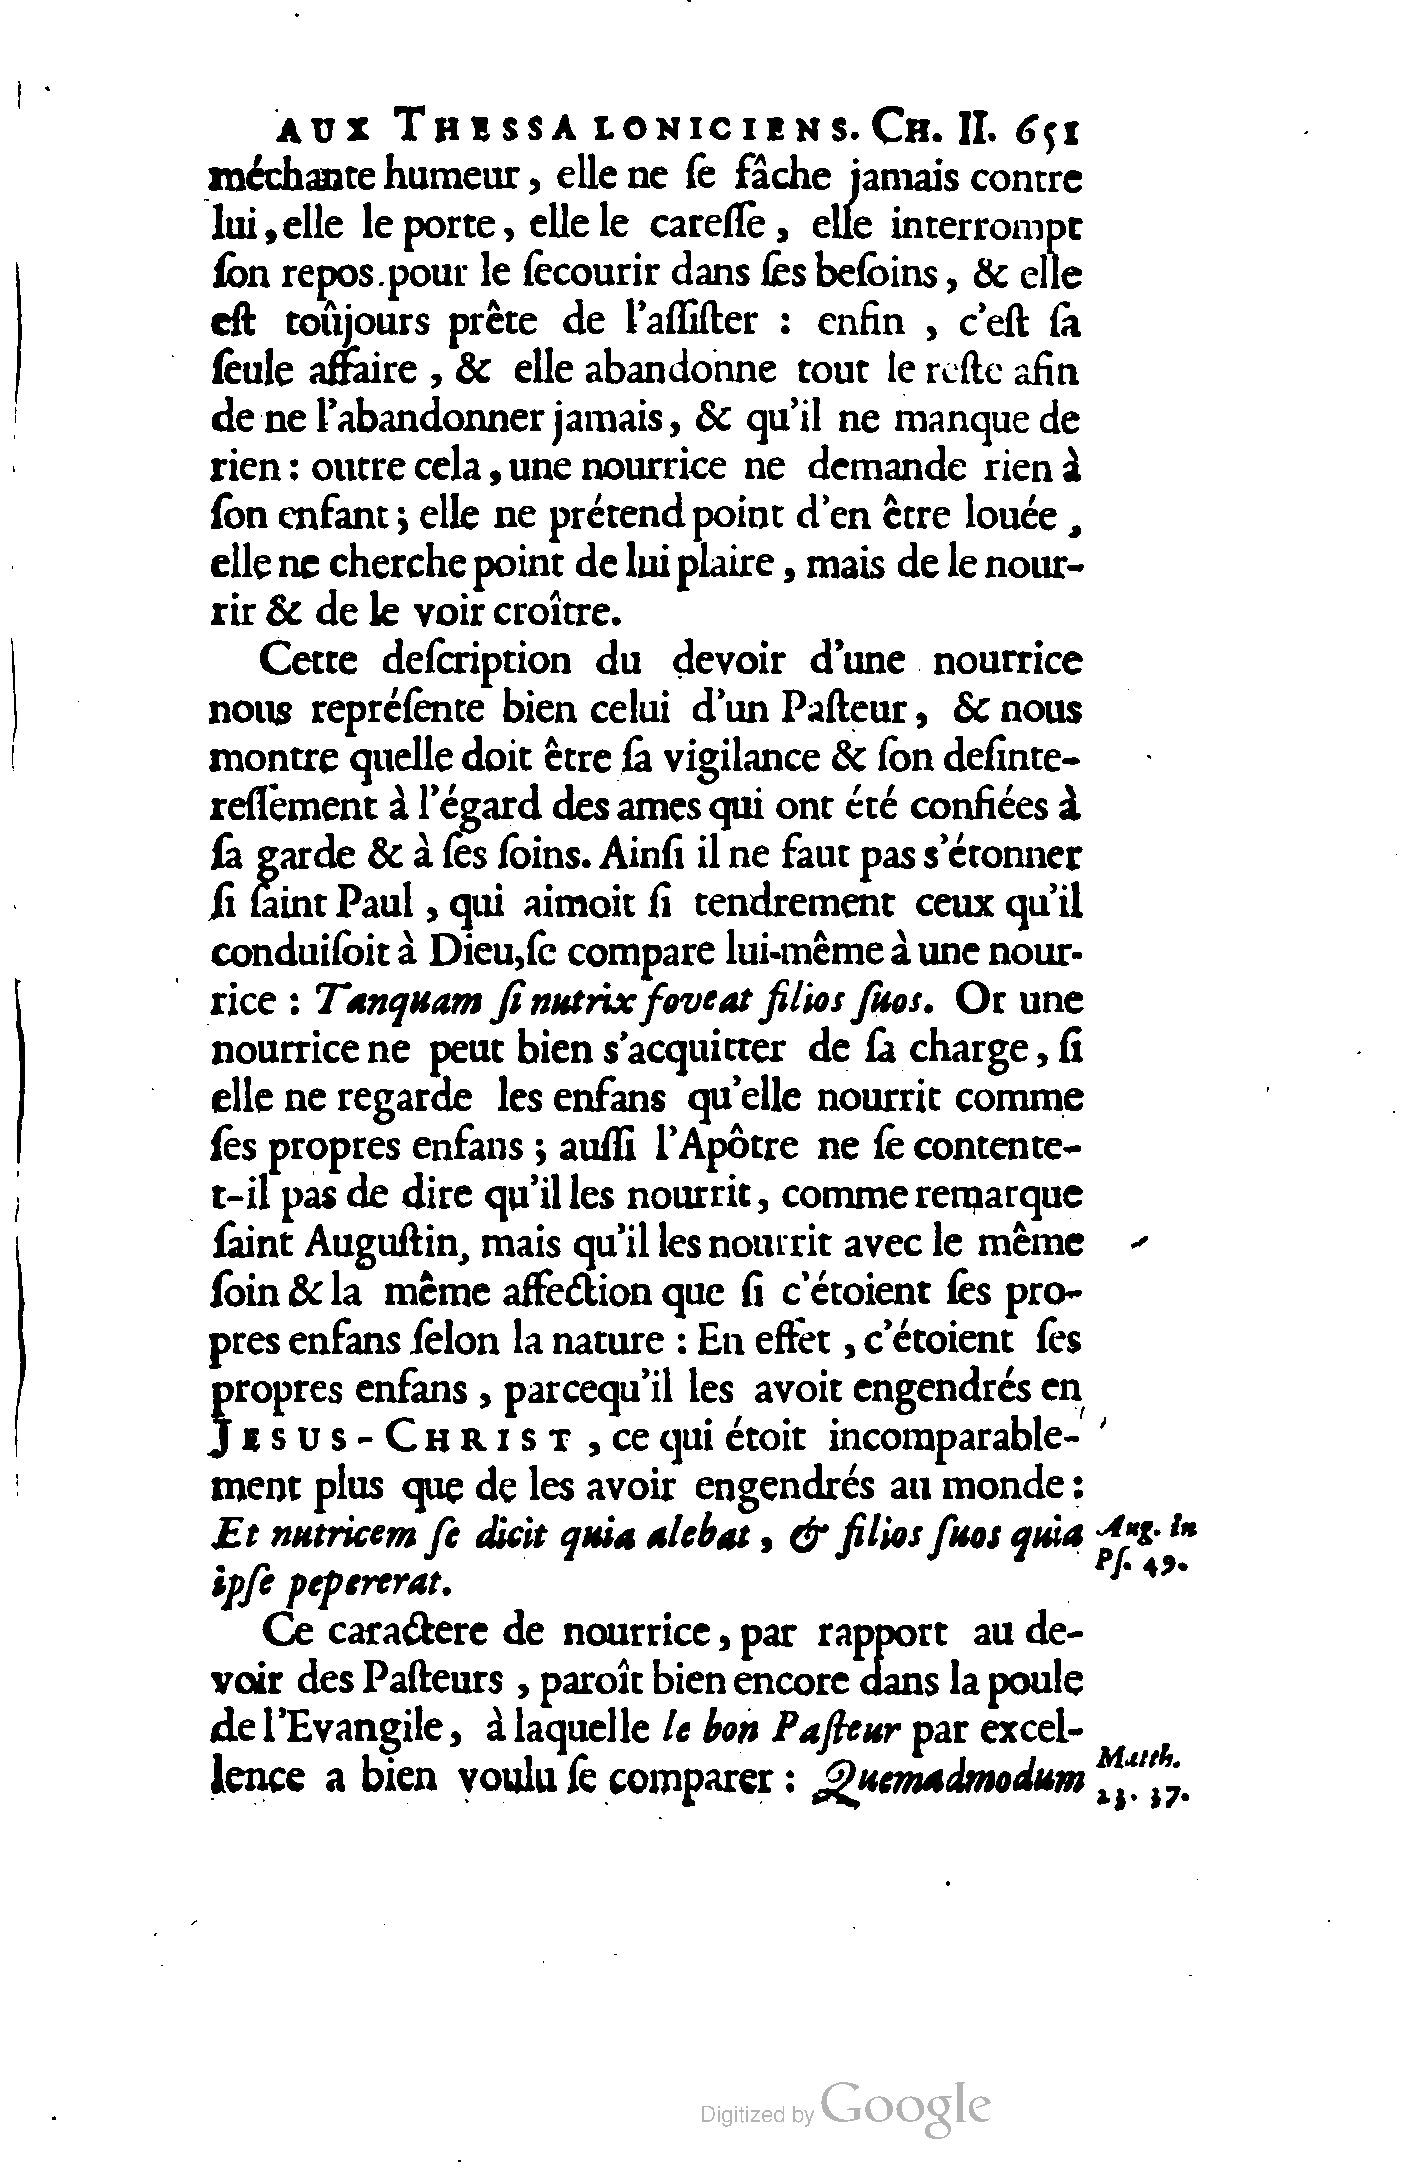 AUX THESSALONICIENS. CH. II. 651
méchante humeur, elle ne ſe fâche jamais contre
lui, elle le porte, elle le careſſe, elle interrompt
ſon repos pour le ſecourir dans ſes beſoins, & elle
eſt toûjours prête de l'aſſiſter : enfin, c'eſt ſa
ſeule affaire, & elle abandonne tout le reſte afin
de ne l'abandonner jamais, & qu'il ne manque de
rien : outre cela, une nourrice ne demande rien à
ſon enfant ; elle ne prétend point d'en être louée,
elle ne cherche point de lui plaire, mais de le nour-
rir & de le voir croître.
Cette deſcription du devoir d'une nourrice
nous repréſente bien celui d'un Paſteur, & nous
montre quelle doit être ſa vigilance & ſon deſinte-
reſſement à l'égard des ames qui ont été confiées à
ſa garde & à ſes ſoins. Ainſi il ne faut pas s'étonner
ſi ſaint Paul, qui aimoit ſi tendrement ceux qu'il
conduiſoit à Dieu, ſe compare lui-même à une nour-
rice : Tanquam ſi nutrix foveat filios ſuos. Or une
nourrice ne peut bien s'acquitter de ſa charge, ſi
elle ne regarde les enfans qu'elle nourrit comme
ſes propres enfans ; auſſi l'Apôtre ne ſe contente-
t-il pas de dire qu'il les nourrit, comme remarque
ſaint Auguſtin, mais qu'il les nourrit avec le même
ſoin & la même affection que ſi c'étoient ſes pro-
pres enfans ſelon la nature : En effet, c'étoient ſes
propres enfans, parcequ'il les avoit engendrés en
JESUS-CHRIST, ce qui étoit incomparable-
ment plus que de les avoir engendrés au monde :
Et nutricem ſe dicit quia alebat, & filios ſuos quia
ipſe pepererat.
Aug. in
Pſ. 49.
Ce caractere de nourrice, par rapport au de-
voir des Paſteurs, paroît bien encore dans la poule
de l'Evangile, à laquelle le bon Paſteur par excel-
lence a bien voulu ſe comparer : Quemadmodum
Matth.
23. 37.
Digitized by Google